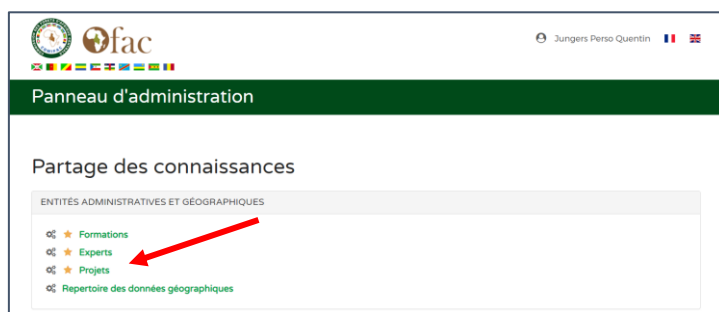 Ofac
Jungers Perso Quentin
Panneau d'administration
Partage des connaissances
ENTITÉS ADMINISTRATIVES ET GÉOGRAPHIQUES
Formations
Experts
Projets
Repertoire des données géographiques